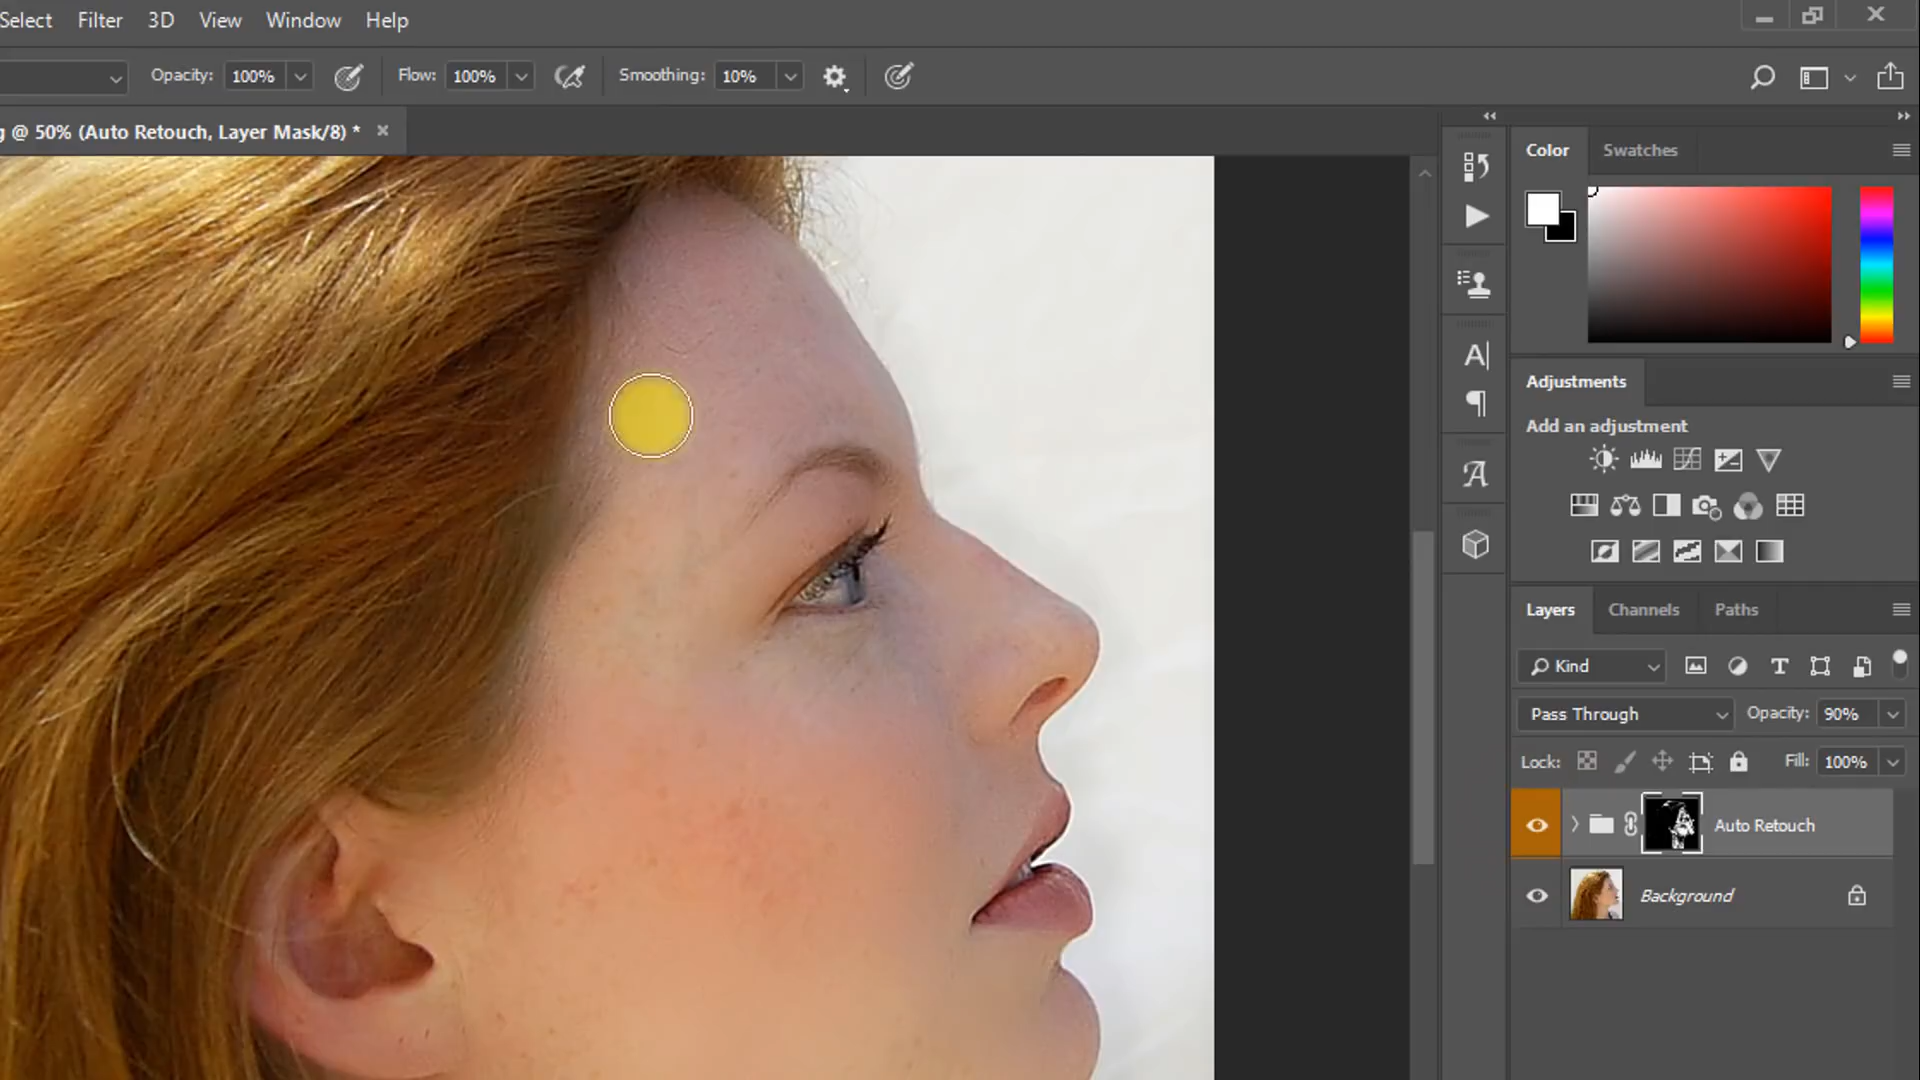 Select Filter 3D View Window Help
Opacity: 100% Flow: 100% Smoothing: 10%
g @ 50% (Auto Retouch, Layer Mask/8) *
Color Swatches
Adjustments
Add an adjustment
Layers Channels Paths
Kind
Pass Through Opacity: 90%
Lock: Fill: 100%
Auto Retouch
Background